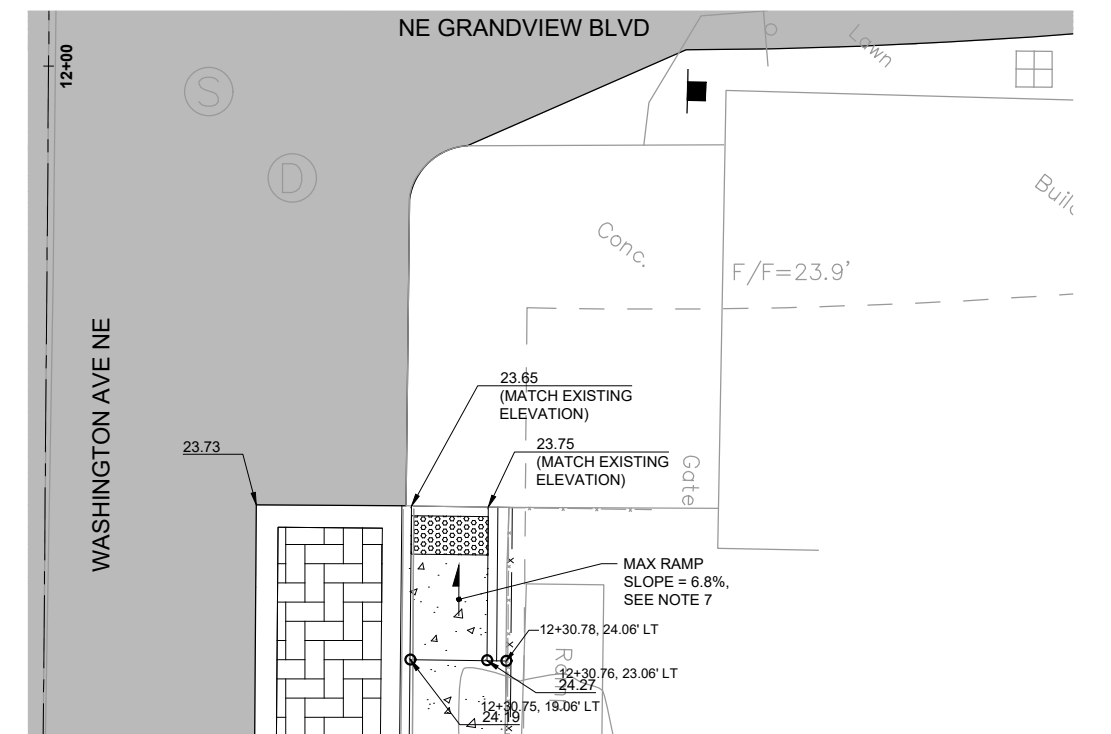 NE GRANDVIEW BLVD
12+00
S
D
Lawn
Conc.
F/F=23.9'
WASHINGTON AVE NE
23.65
(MATCH EXISTING
ELEVATION)
23.73
23.75
(MATCH EXISTING
ELEVATION)
Gate
MAX RAMP
SLOPE = 6.8%,
SEE NOTE 7
12+30.78, 24.06' LT
12+30.76, 23.06' LT
24.27
12+30.75, 19.06' LT
24.19